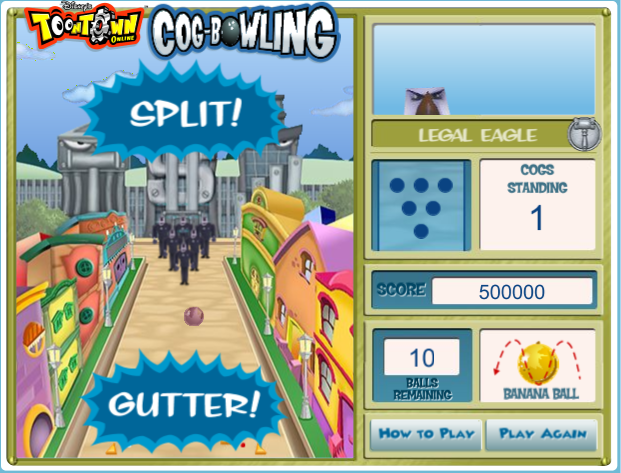 Disney's
TOONTOWN
ONLINE
COG-BOWLING
SPLIT!
LEGAL EAGLE
COGS
STANDING
1
SCORE 500000
10
BALLS
REMAINING
BANANA BALL
GUTTER!
HOW TO PLAY
PLAY AGAIN